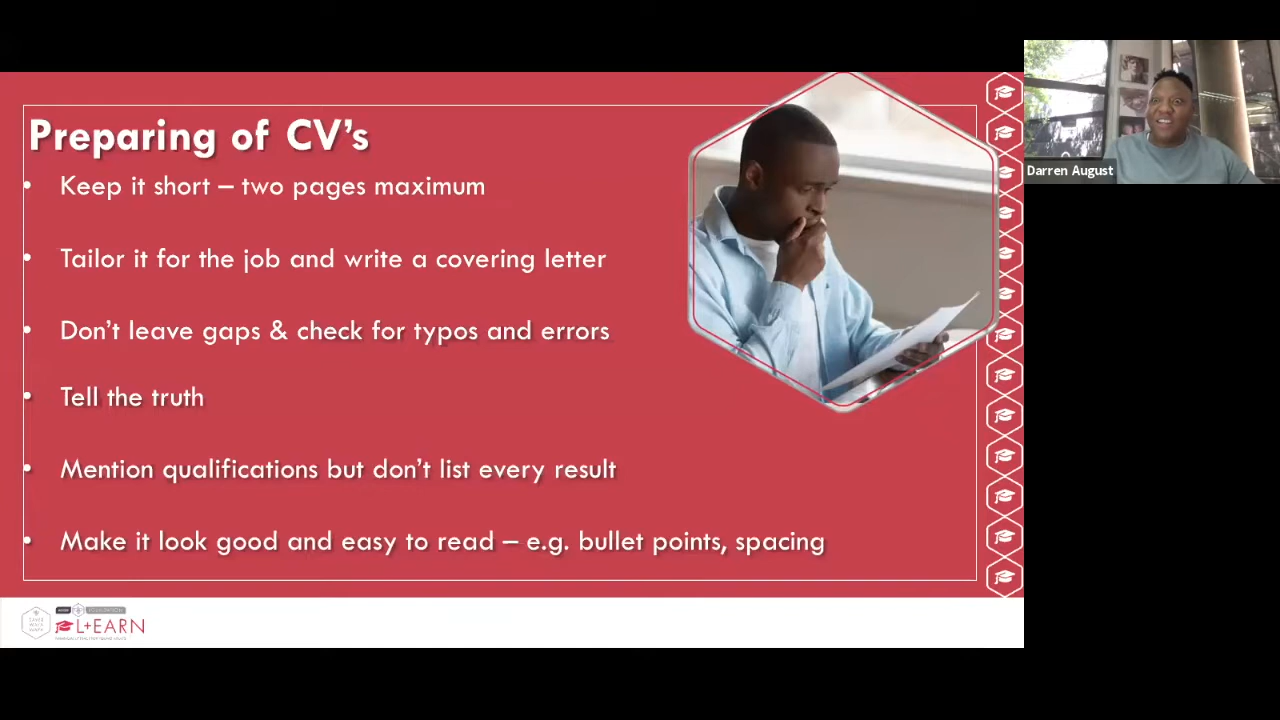 Preparing of CV’s
• Keep it short – two pages maximum
• Tailor it for the job and write a covering letter
• Don’t leave gaps & check for typos and errors
• Tell the truth
• Mention qualifications but don’t list every result
• Make it look good and easy to read – e.g. bullet points, spacing
Darren August
L+EARN